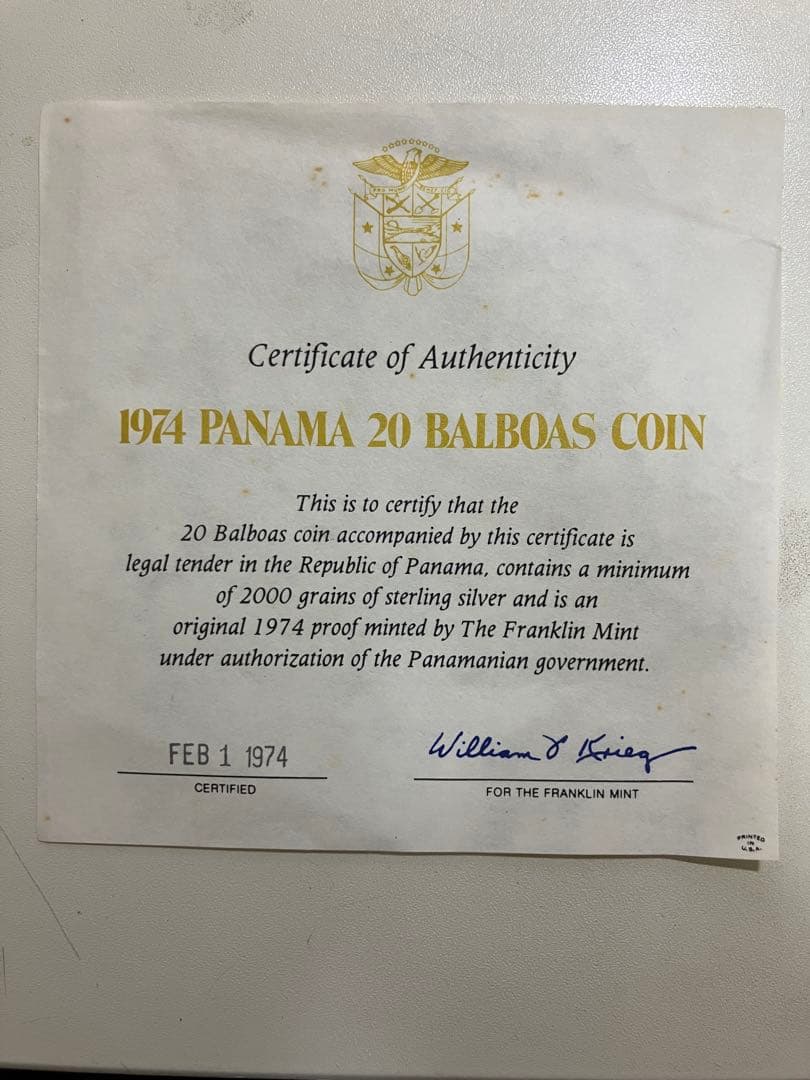 Certificate of Authenticity
1974 PANAMA 20 BALBOAS COIN
This is to certify that the
20 Balboas coin accompanied by this certificate is
legal tender in the Republic of Panama, contains a minimum
of 2000 grains of sterling silver and is an
original 1974 proof minted by The Franklin Mint
under authorization of the Panamanian government.
FEB 1 1974
CERTIFIED
William Krieg
FOR THE FRANKLIN MINT
PRINTED
IN
U.S.A.